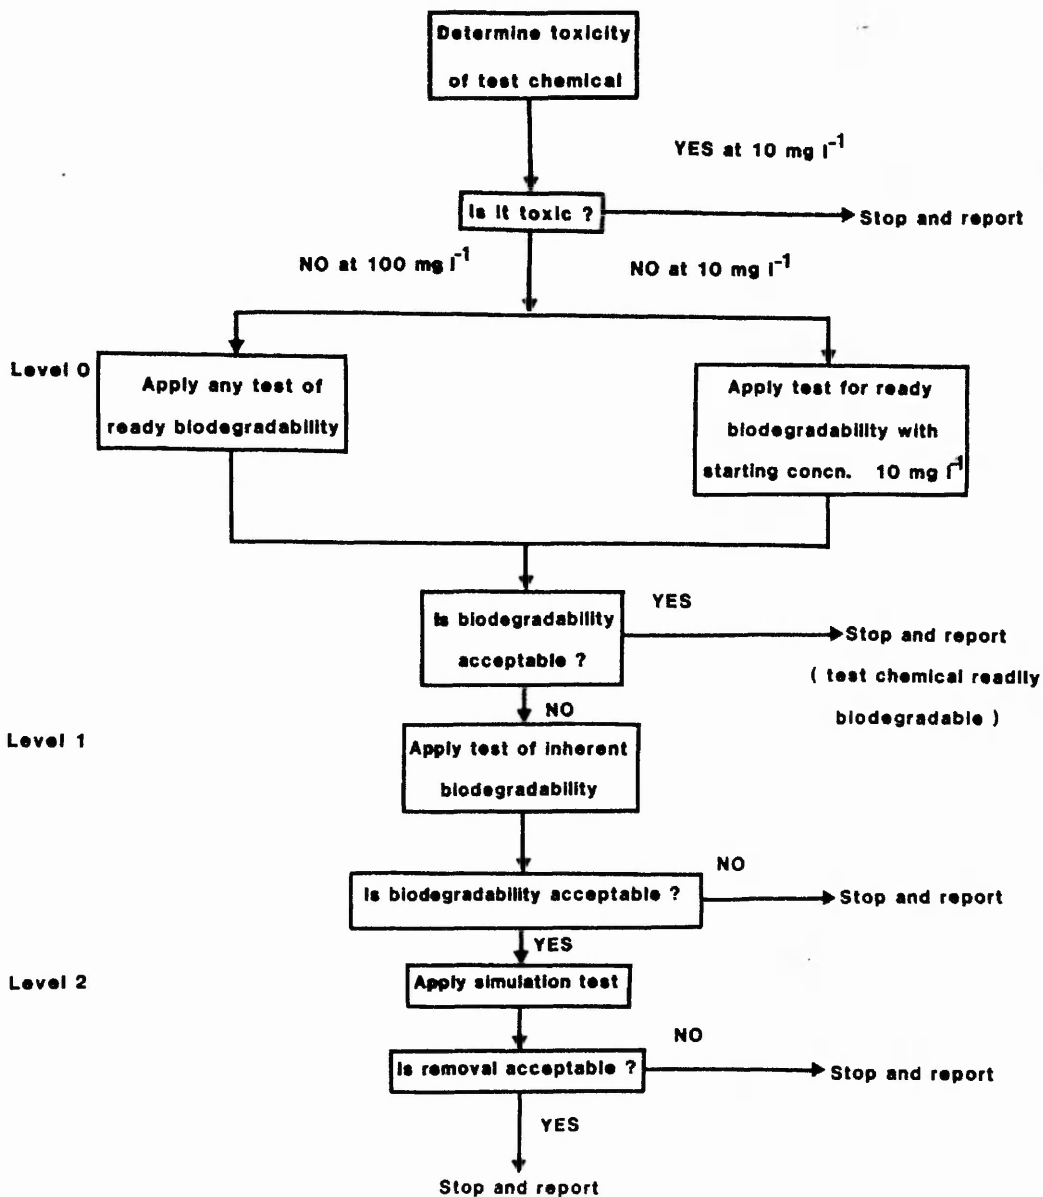 Determine toxicity
of test chemical
YES at 10 mg l⁻¹
Is it toxic ?
Stop and report
NO at 100 mg l⁻¹
NO at 10 mg l⁻¹
Level 0
Apply any test of
ready biodegradability
Apply test for ready
biodegradability with
starting concn. 10 mg l⁻¹
Is biodegradability
acceptable ?
YES
Stop and report
( test chemical readily
biodegradable )
NO
Level 1
Apply test of inherent
biodegradability
Is biodegradability acceptable ?
NO
Stop and report
YES
Level 2
Apply simulation test
Is removal acceptable ?
NO
Stop and report
YES
Stop and report